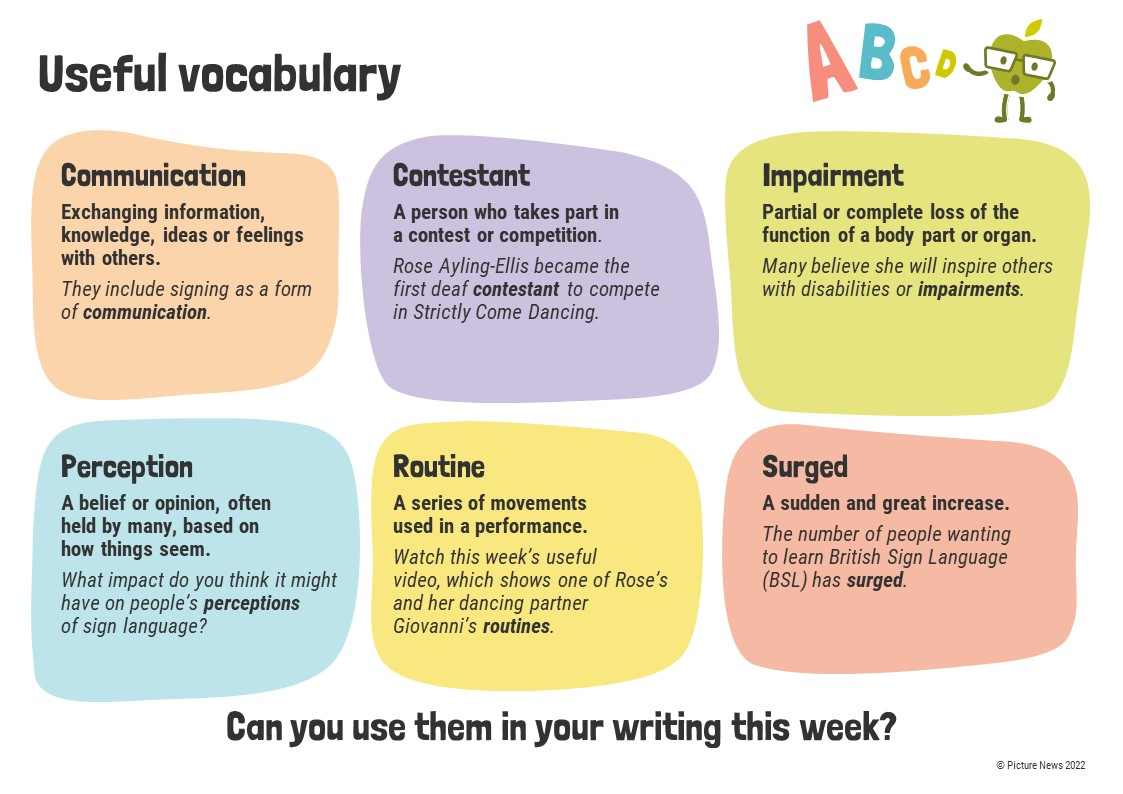 Useful vocabulary
A B C D
Communication
Exchanging information,
knowledge, ideas or feelings
with others.
They include signing as a form
of communication.
Contestant
A person who takes part in
a contest or competition.
Rose Ayling-Ellis became the
first deaf contestant to compete
in Strictly Come Dancing.
Impairment
Partial or complete loss of the
function of a body part or organ.
Many believe she will inspire others
with disabilities or impairments.
Perception
A belief or opinion, often
held by many, based on
how things seem.
What impact do you think it might
have on people's perceptions
of sign language?
Routine
A series of movements
used in a performance.
Watch this week's useful
video, which shows one of Rose's
and her dancing partner
Giovanni's routines.
Surged
A sudden and great increase.
The number of people wanting
to learn British Sign Language
(BSL) has surged.
Can you use them in your writing this week?
© Picture News 2022